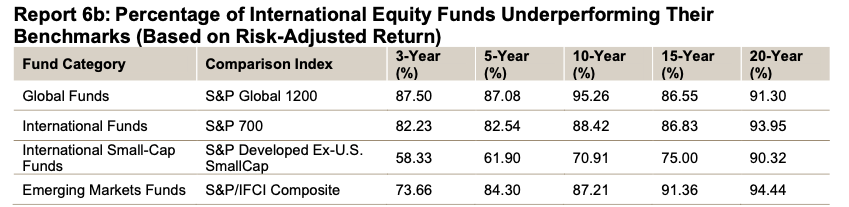 Report 6b: Percentage of International Equity Funds Underperforming Their
Benchmarks (Based on Risk-Adjusted Return)
Fund Category Comparison Index 3-Year (%) 5-Year (%) 10-Year (%) 15-Year (%) 20-Year (%)
Global Funds S&P Global 1200 87.50 87.08 95.26 86.55 91.30
International Funds S&P 700 82.23 82.54 88.42 86.83 93.95
International Small-Cap Funds S&P Developed Ex-U.S. SmallCap 58.33 61.90 70.91 75.00 90.32
Emerging Markets Funds S&P/IFCI Composite 73.66 84.30 87.21 91.36 94.44